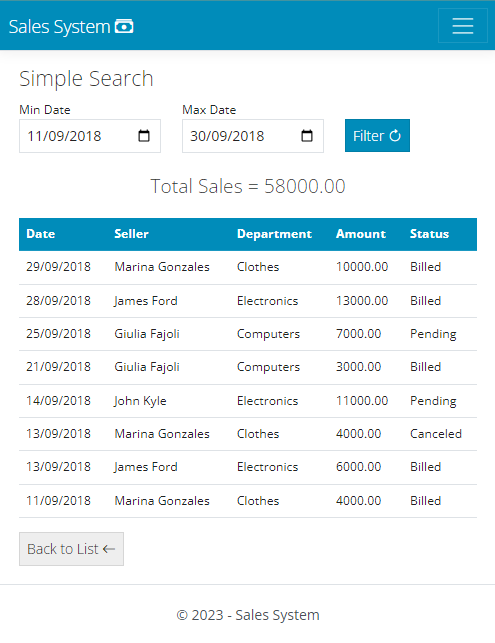 Sales System
Simple Search
Min Date Max Date
11/09/2018 30/09/2018 Filter
Total Sales = 58000.00
Date Seller Department Amount Status
29/09/2018 Marina Gonzales Clothes 10000.00 Billed
28/09/2018 James Ford Electronics 13000.00 Billed
25/09/2018 Giulia Fajoli Computers 7000.00 Pending
21/09/2018 Giulia Fajoli Computers 3000.00 Billed
14/09/2018 John Kyle Electronics 11000.00 Pending
13/09/2018 Marina Gonzales Clothes 4000.00 Canceled
13/09/2018 James Ford Electronics 6000.00 Billed
11/09/2018 Marina Gonzales Clothes 4000.00 Billed
Back to List ←
© 2023 - Sales System